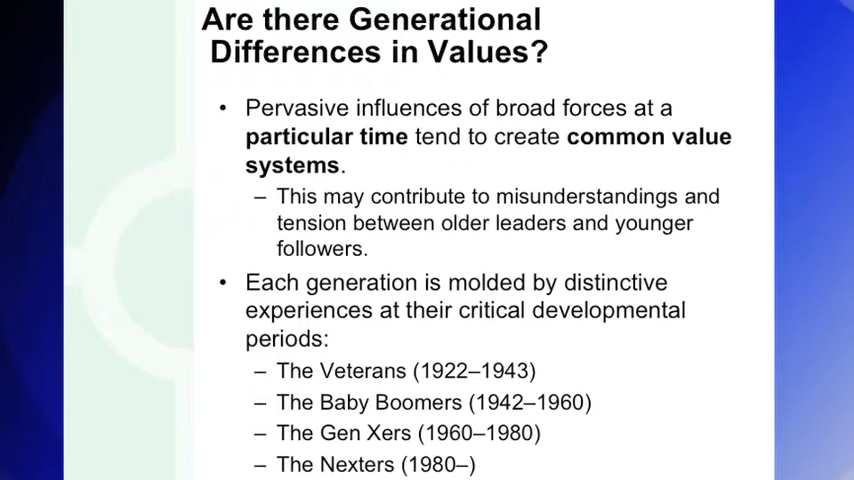 Are there Generational
Differences in Values?
• Pervasive influences of broad forces at a
particular time tend to create common value
systems.
– This may contribute to misunderstandings and
tension between older leaders and younger
followers.
• Each generation is molded by distinctive
experiences at their critical developmental
periods:
– The Veterans (1922–1943)
– The Baby Boomers (1942–1960)
– The Gen Xers (1960–1980)
– The Nexters (1980–)